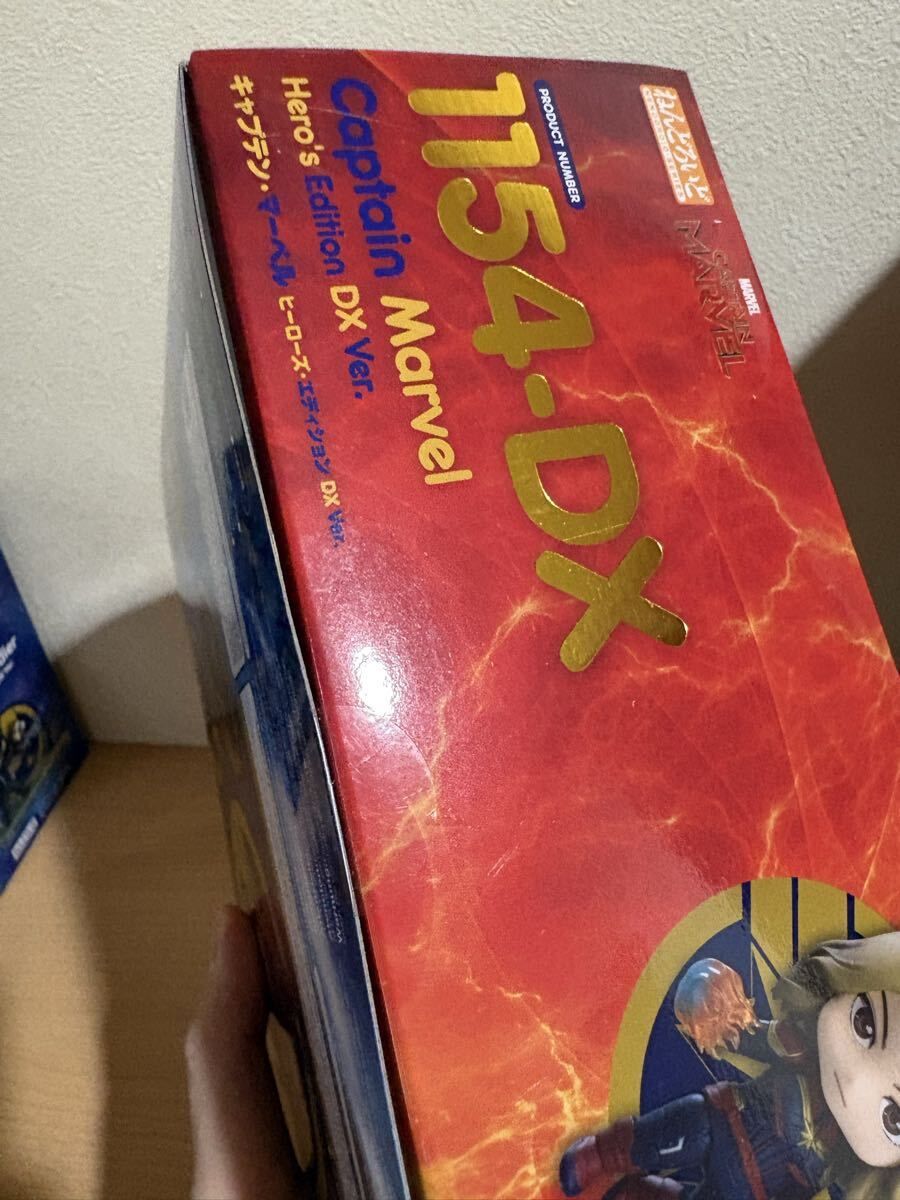 ねんどろいど
MARVEL
CAPTAIN
MARVEL
PRODUCT NUMBER
1154-DX
Captain Marvel
Hero's Edition DX Ver.
キャプテン・マーベル ヒーローズ・エディション DX Ver.